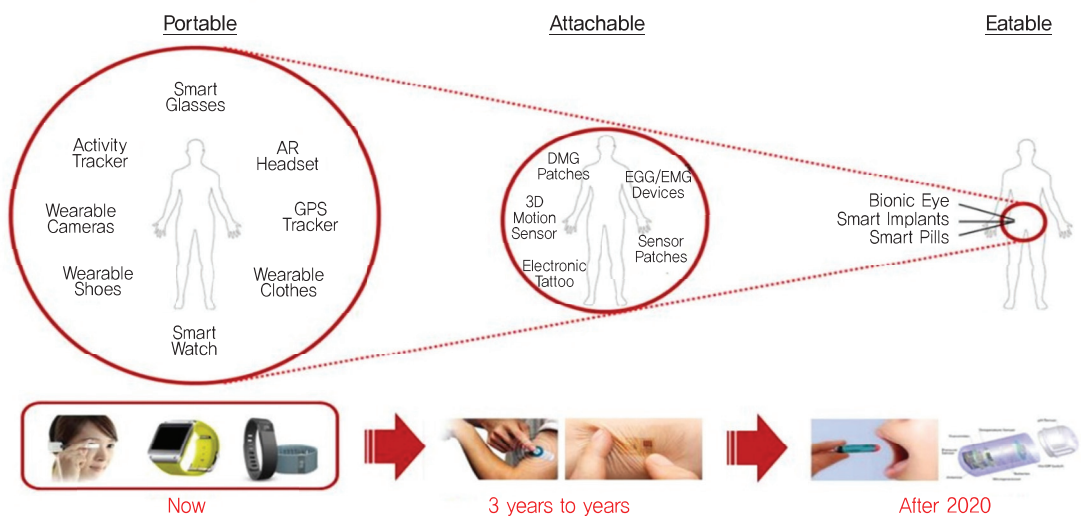 Portable
Attachable
Eatable
Smart
Glasses
Activity
Tracker
AR
Headset
Wearable
Cameras
GPS
Tracker
Wearable
Shoes
Wearable
Clothes
Smart
Watch
DMG
Patches
EGG/EMG
Devices
3D
Motion
Sensor
Sensor
Patches
Electronic
Tattoo
Bionic Eye
Smart Implants
Smart Pills
Now
3 years to years
After 2020